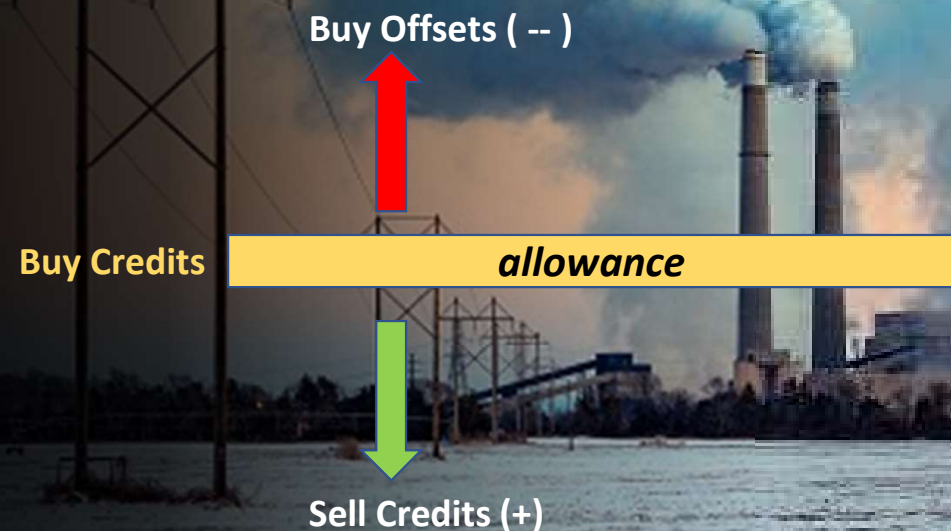 Buy Offsets ( -- )
Buy Credits
allowance
Sell Credits (+)